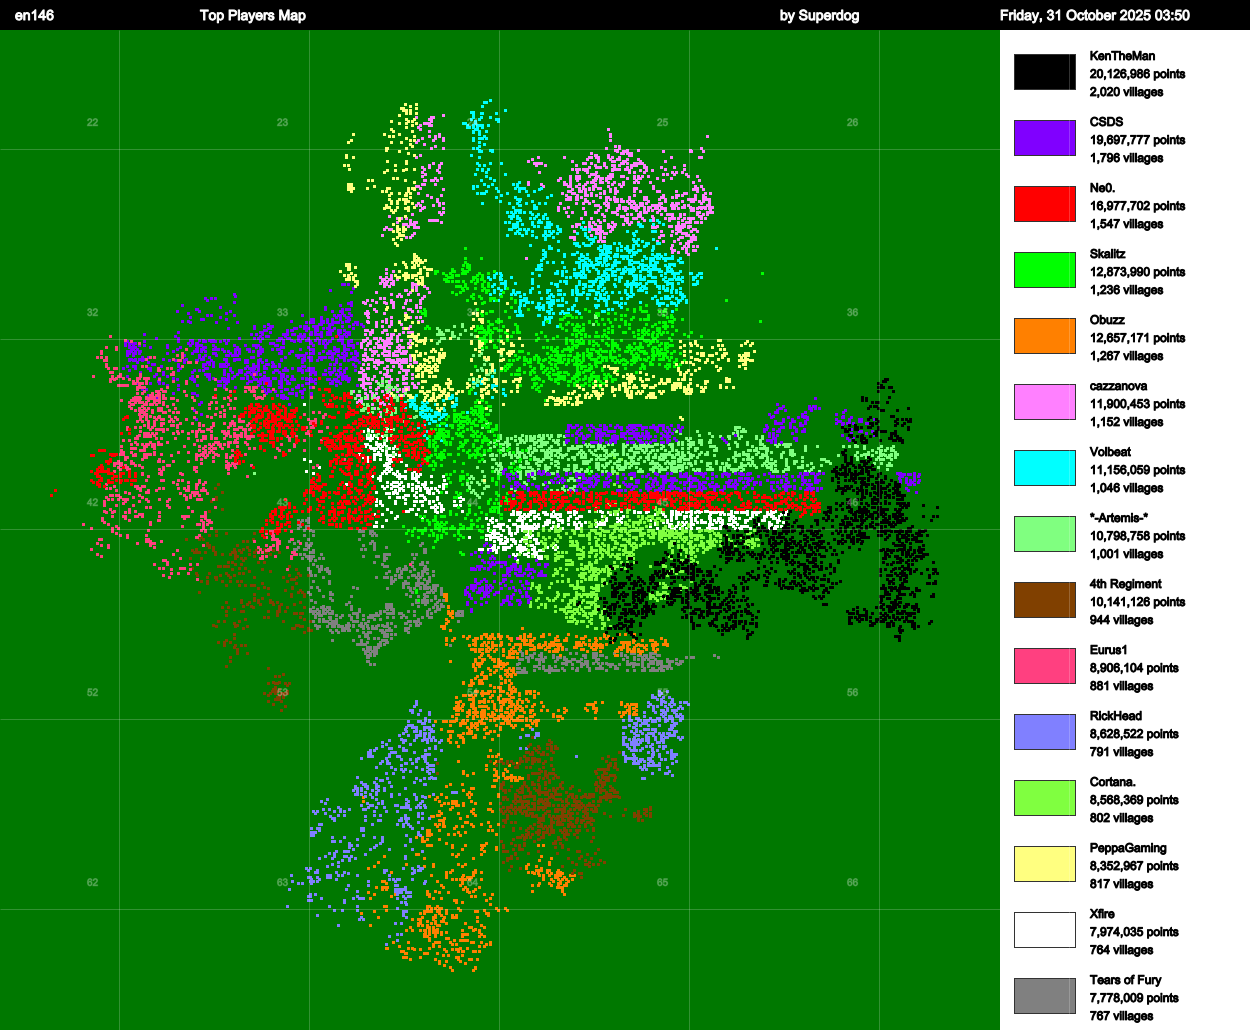 en146 Top Players Map by Superdog Friday, 31 October 2025 03:50
22 23 25 26
32 33 36
42 43 45
52 53 56
62 63 64 65 66
KenTheMan
20,126,986 points
2,020 villages
CSDS
19,697,777 points
1,796 villages
Ne0.
16,977,702 points
1,547 villages
Skalitz
12,873,990 points
1,236 villages
Obuzz
12,657,171 points
1,267 villages
cazzanova
11,900,453 points
1,152 villages
Volbeat
11,156,059 points
1,046 villages
*-Artemis-*
10,798,758 points
1,001 villages
4th Regiment
10,141,126 points
944 villages
Eurus1
8,906,104 points
881 villages
RickHead
8,628,522 points
791 villages
Cortana.
8,568,369 points
802 villages
PeppaGaming
8,352,967 points
817 villages
Xfire
7,974,035 points
764 villages
Tears of Fury
7,778,009 points
767 villages